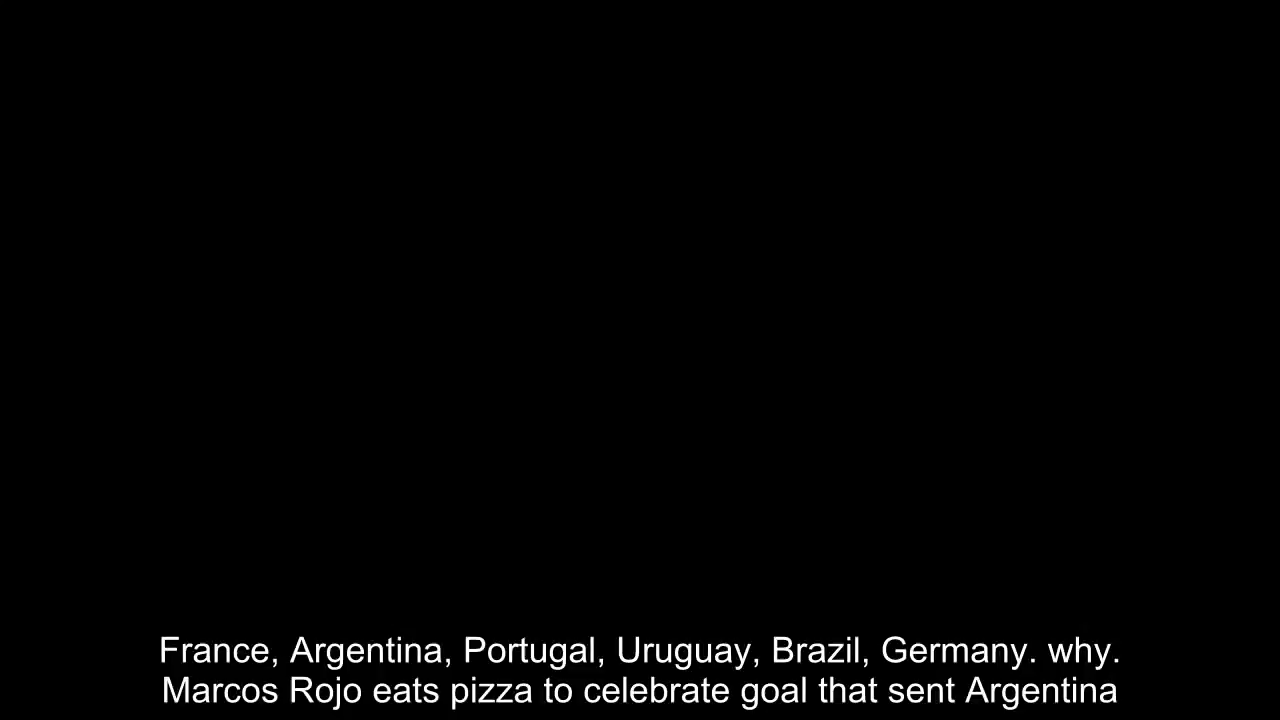 France, Argentina, Portugal, Uruguay, Brazil, Germany. why.
Marcos Rojo eats pizza to celebrate goal that sent Argentina